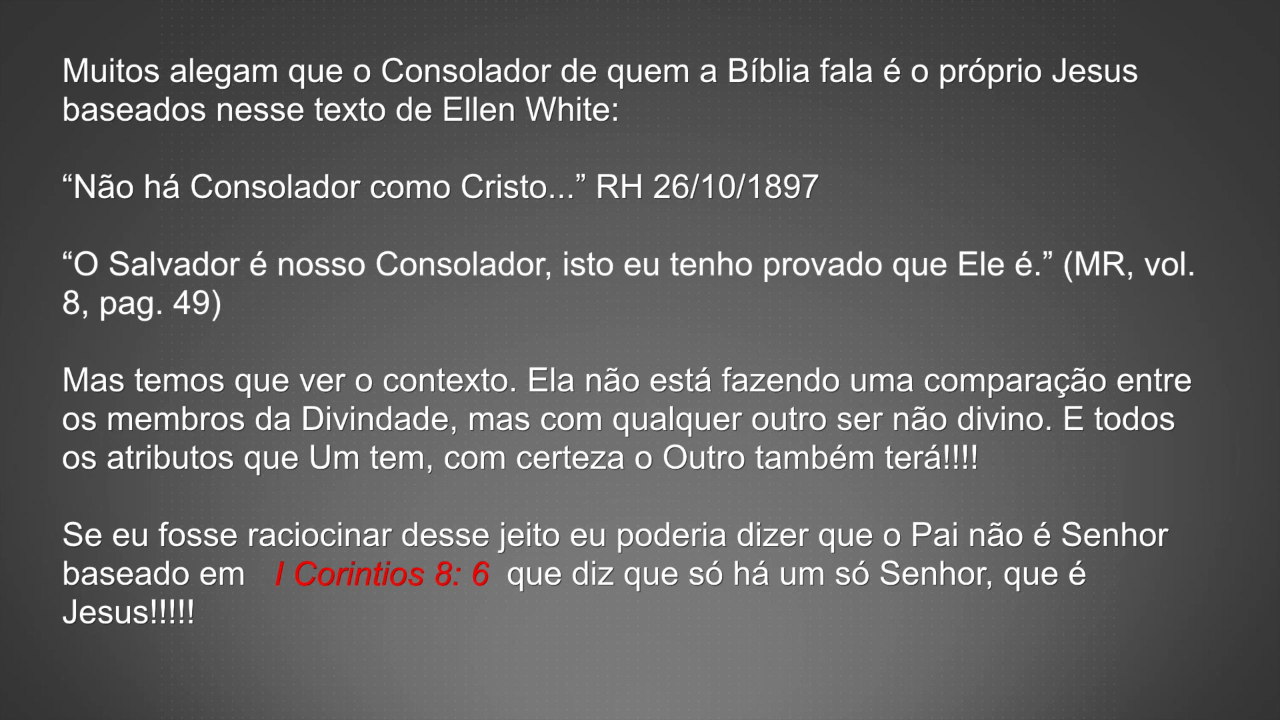 Muitos alegam que o Consolador de quem a Bíblia fala é o próprio Jesus
baseados nesse texto de Ellen White:
“Não há Consolador como Cristo...” RH 26/10/1897
“O Salvador é nosso Consolador, isto eu tenho provado que Ele é.” (MR, vol.
8, pag. 49)
Mas temos que ver o contexto. Ela não está fazendo uma comparação entre
os membros da Divindade, mas com qualquer outro ser não divino. E todos
os atributos que Um tem, com certeza o Outro também terá!!!!
Se eu fosse raciocinar desse jeito eu poderia dizer que o Pai não é Senhor
baseado em I Corintios 8: 6 que diz que só há um só Senhor, que é
Jesus!!!!!